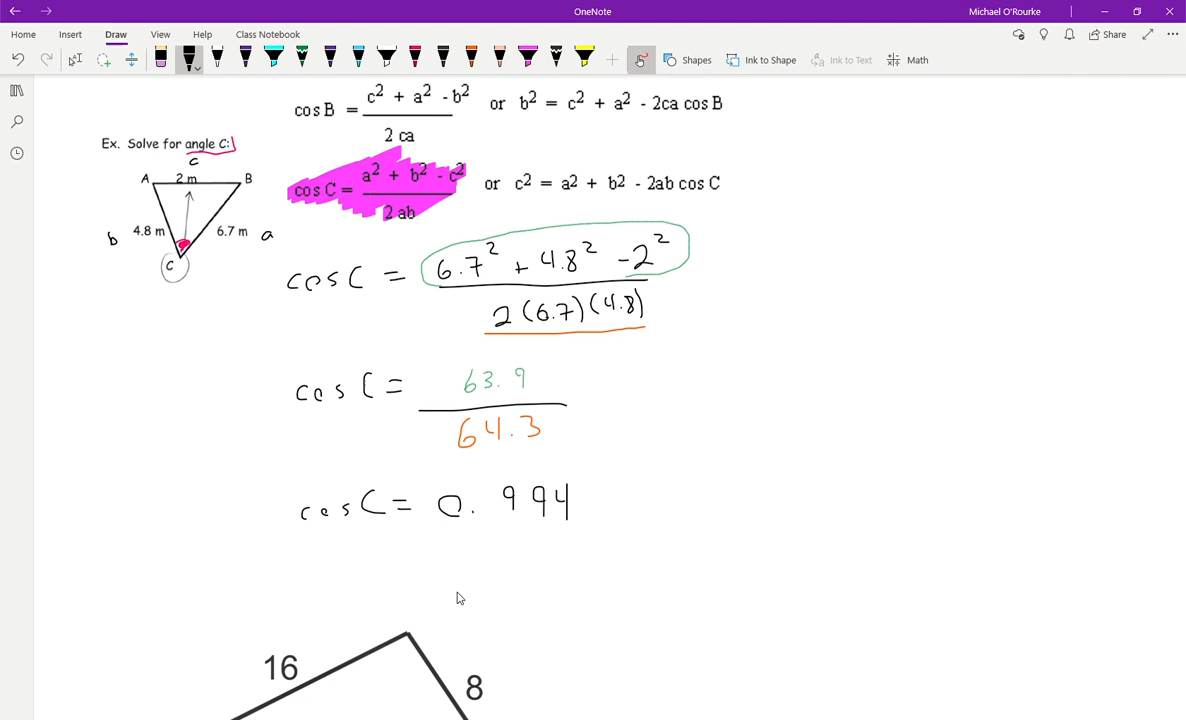 OneNote
Michael O'Rourke
Home Insert Draw View Help Class Notebook
Shapes Ink to Shape Ink to Text Math Share
cos B = c² + a² - b² / 2 ca or b² = c² + a² - 2ca cos B
Ex. Solve for angle C:
c
A 2 m B
4.8 m 6.7 m
b a
C
cos C = a² + b² - c² / 2 ab or c² = a² + b² - 2ab cos C
cos C = 6.7² + 4.8² - 2² / 2(6.7)(4.8)
cos C = 63.9 / 64.3
cos C = 0.994
16
8